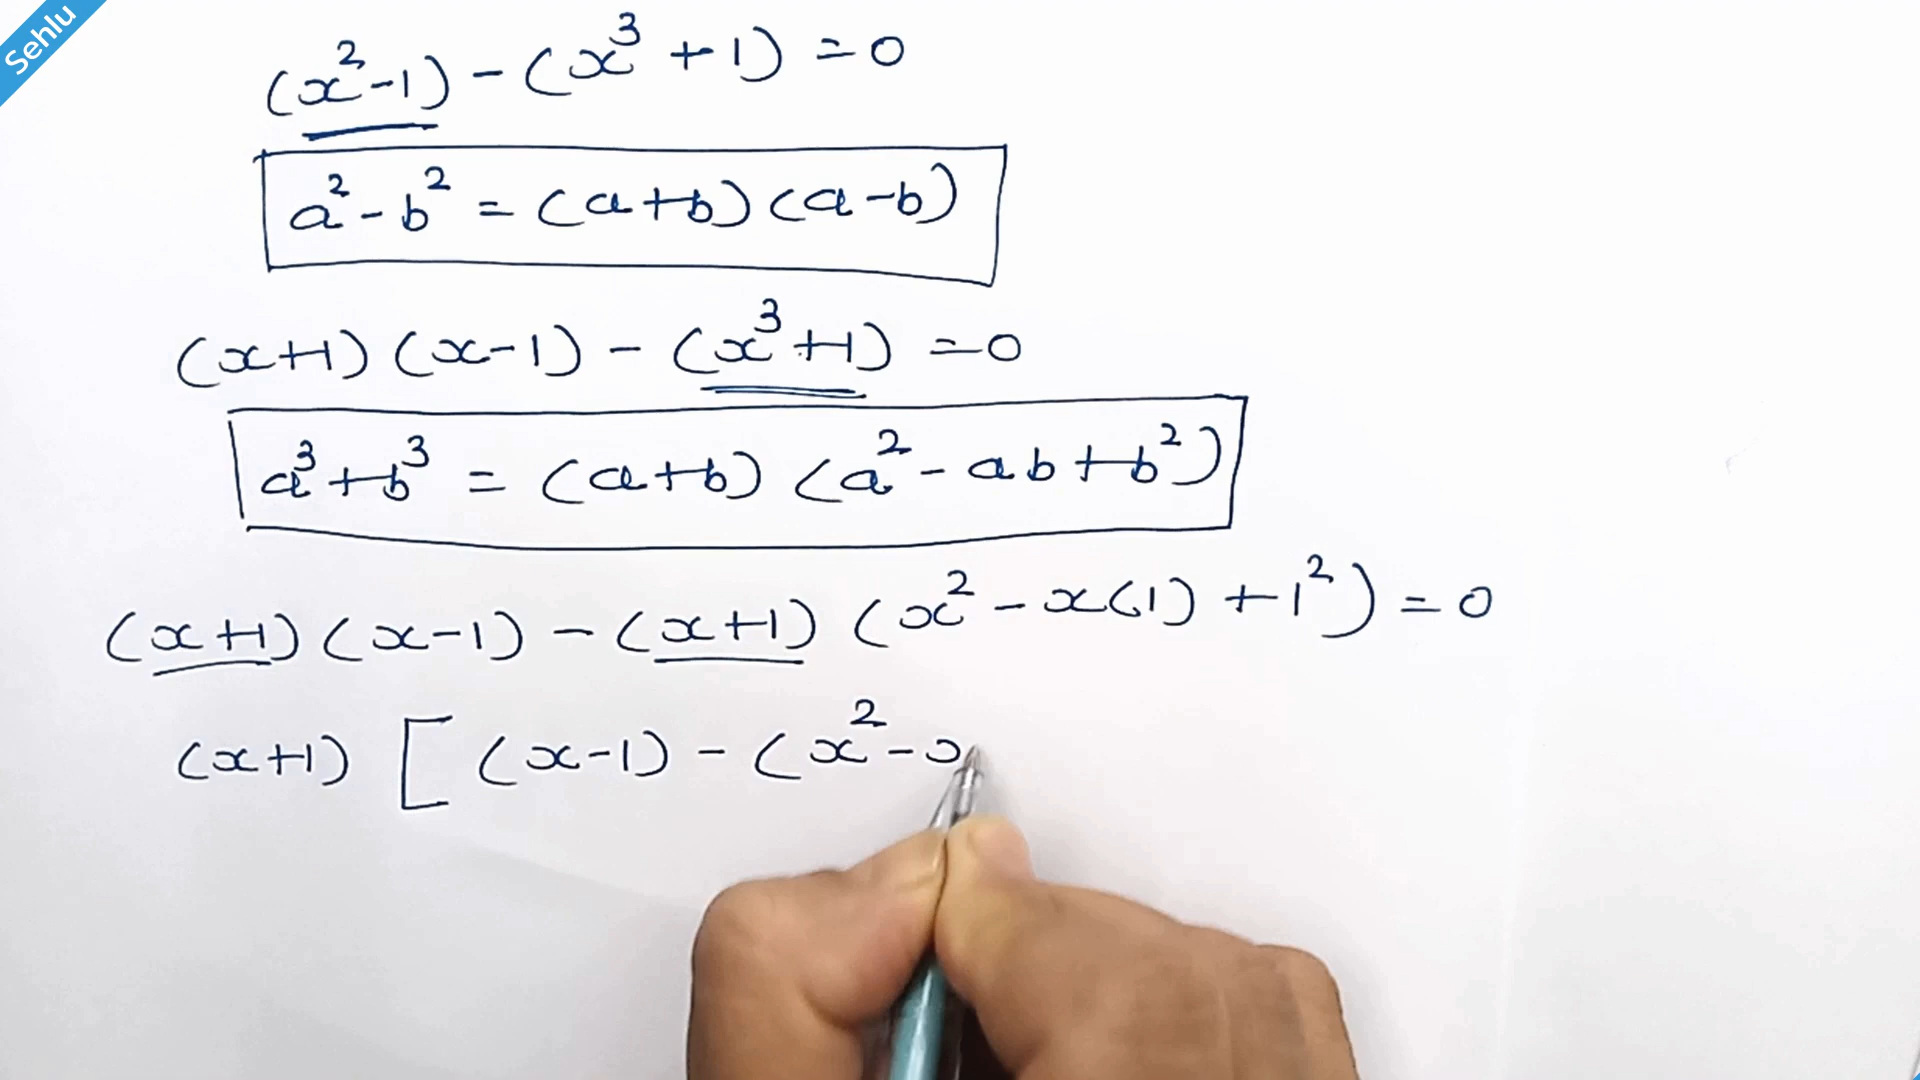 Sehlu
(x²-1) - (x³+1) = 0
a²-b² = (a+b)(a-b)
(x+1)(x-1) - (x³+1) = 0
a³+b³ = (a+b)(a²-ab+b²)
(x+1)(x-1) - (x+1)(x²-x(1)+1²) = 0
(x+1) [(x-1) - (x²-x